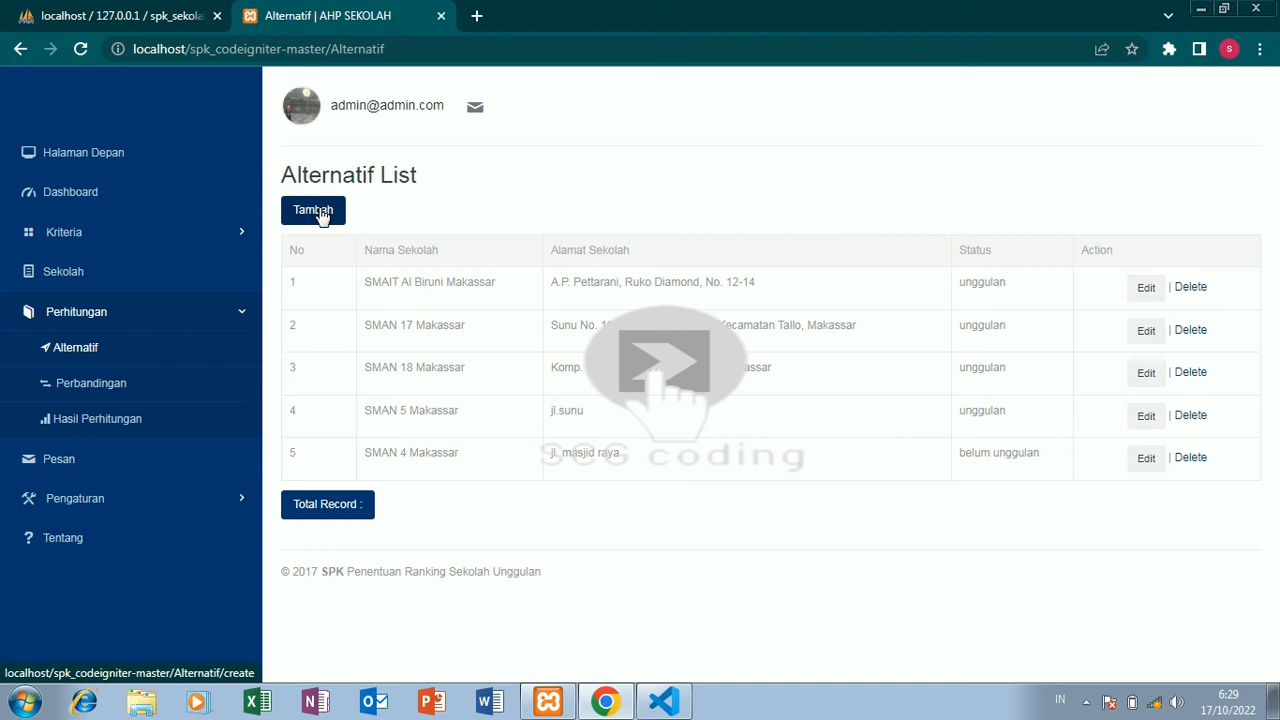 localhost / 127.0.0.1 / spk_sekola
Alternatif | AHP SEKOLAH
localhost/spk_codeigniter-master/Alternatif
S
admin@admin.com
Halaman Depan
Dashboard
Kriteria
Sekolah
Perhitungan
Alternatif
Perbandingan
Hasil Perhitungan
Pesan
Pengaturan
Tentang
Alternatif List
Tambah
No Nama Sekolah Alamat Sekolah Status Action
1 SMAIT Al Biruni Makassar A.P. Pettarani, Ruko Diamond, No. 12-14 unggulan Edit | Delete
2 SMAN 17 Makassar Sunu No. Kecamatan Tallo, Makassar unggulan Edit | Delete
3 SMAN 18 Makassar Komp. unggulan Edit | Delete
4 SMAN 5 Makassar jl.sunu unggulan Edit | Delete
5 SMAN 4 Makassar jl. masjid raya belum unggulan Edit | Delete
SCG coding
Total Record :
© 2017 SPK Penentuan Ranking Sekolah Unggulan
localhost/spk_codeigniter-master/Alternatif/create
IN
6:29
17/10/2022